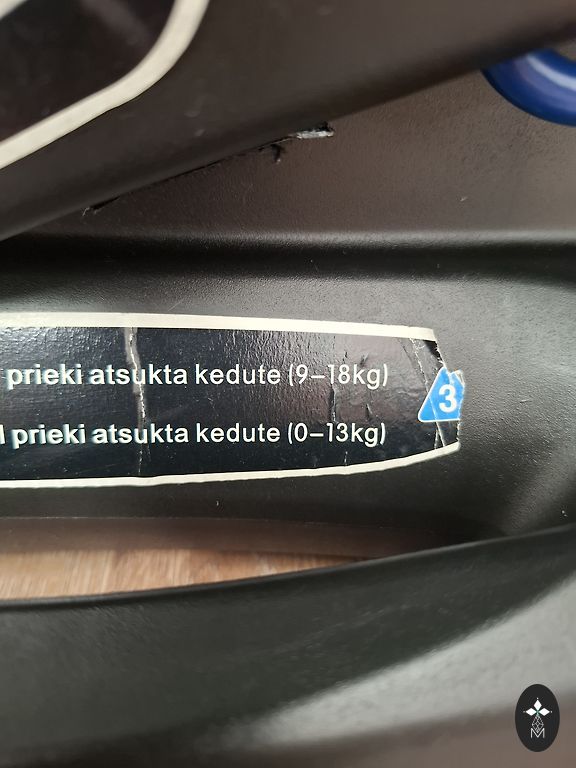 prieki atsukta kedute (9–18kg)
prieki atsukta kedute (0–13kg)
3
M